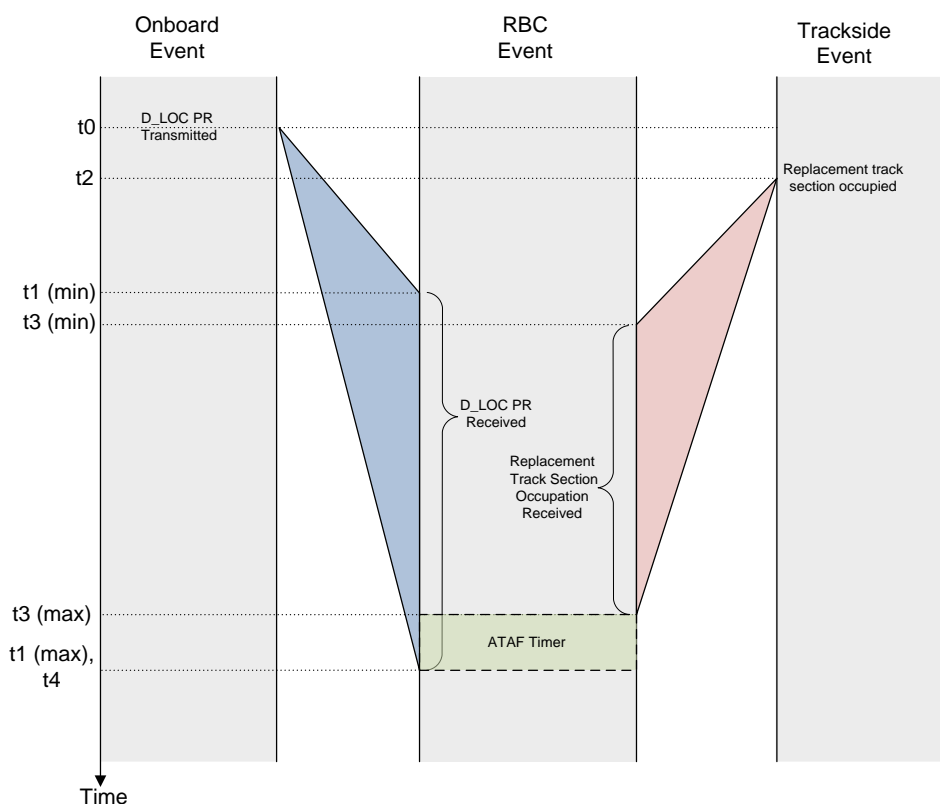 Onboard
Event
RBC
Event
Trackside
Event
t0
D_LOC PR
Transmitted
t2
Replacement track
section occupied
t1 (min)
t3 (min)
D_LOC PR
Received
Replacement
Track Section
Occupation
Received
t3 (max)
ATAF Timer
t1 (max),
t4
Time